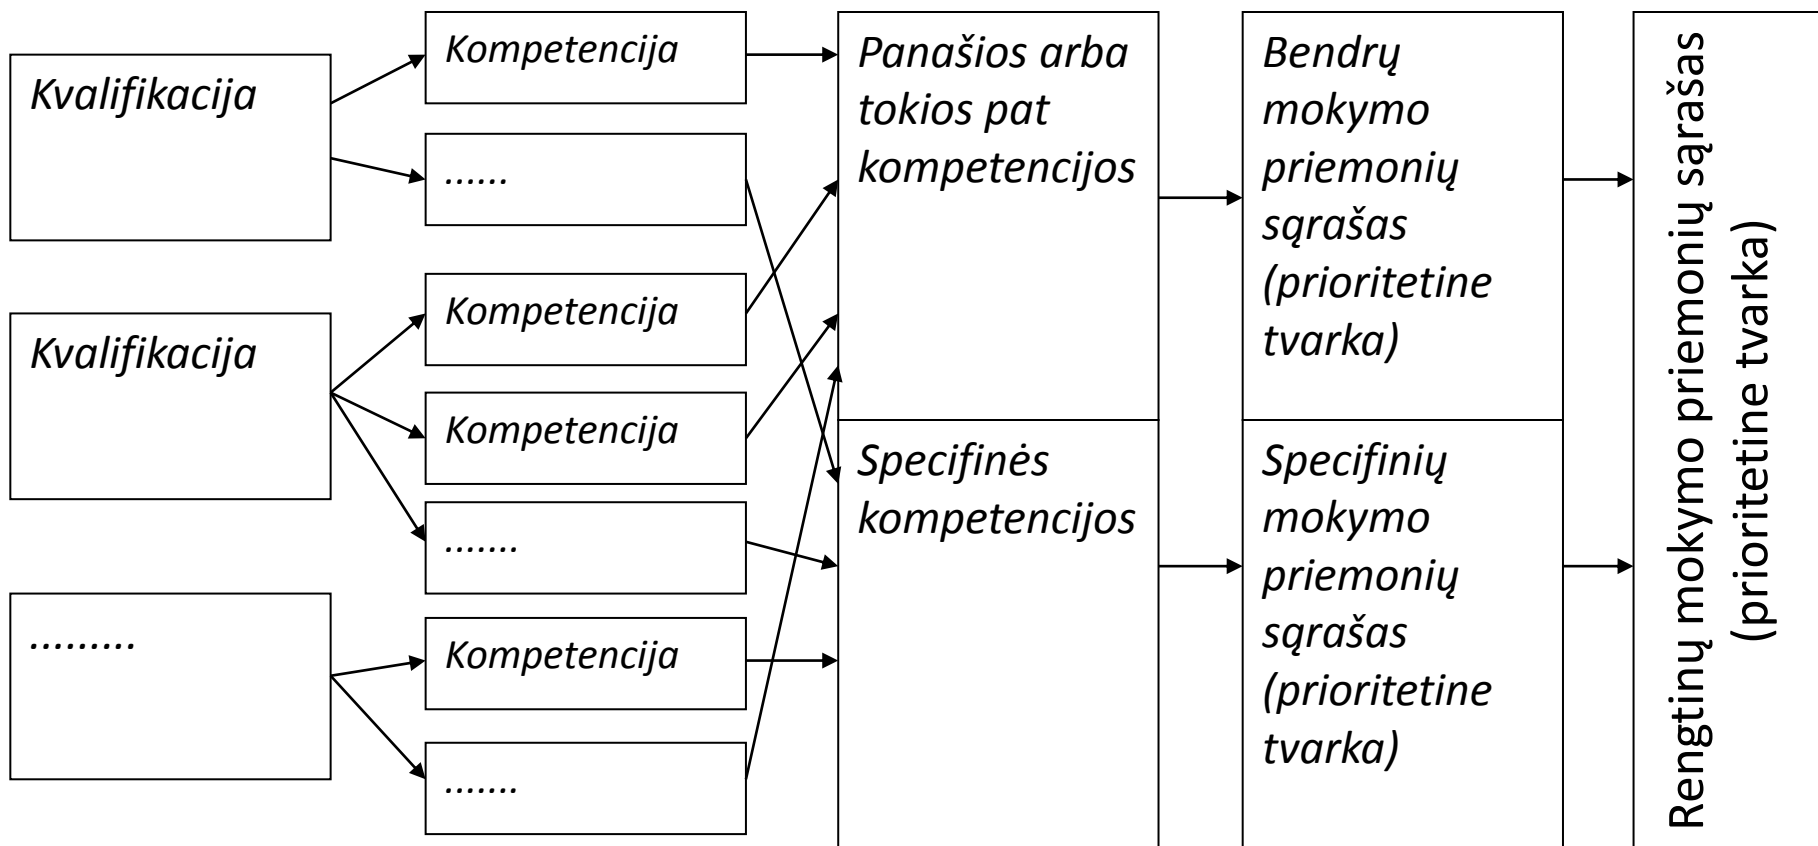 Kvalifikacija
Kvalifikacija
.........
Kompetencija
......
Kompetencija
Kompetencija
.......
Kompetencija
.......
Panašios arba
tokios pat
kompetencijos
Specifinės
kompetencijos
Bendrų
mokymo
priemonių
sąrašas
(prioritetine
tvarka)
Specifinių
mokymo
priemonių
sąrašas
(prioritetine
tvarka)
Rengtinų mokymo priemonių sąrašas
(prioritetine tvarka)